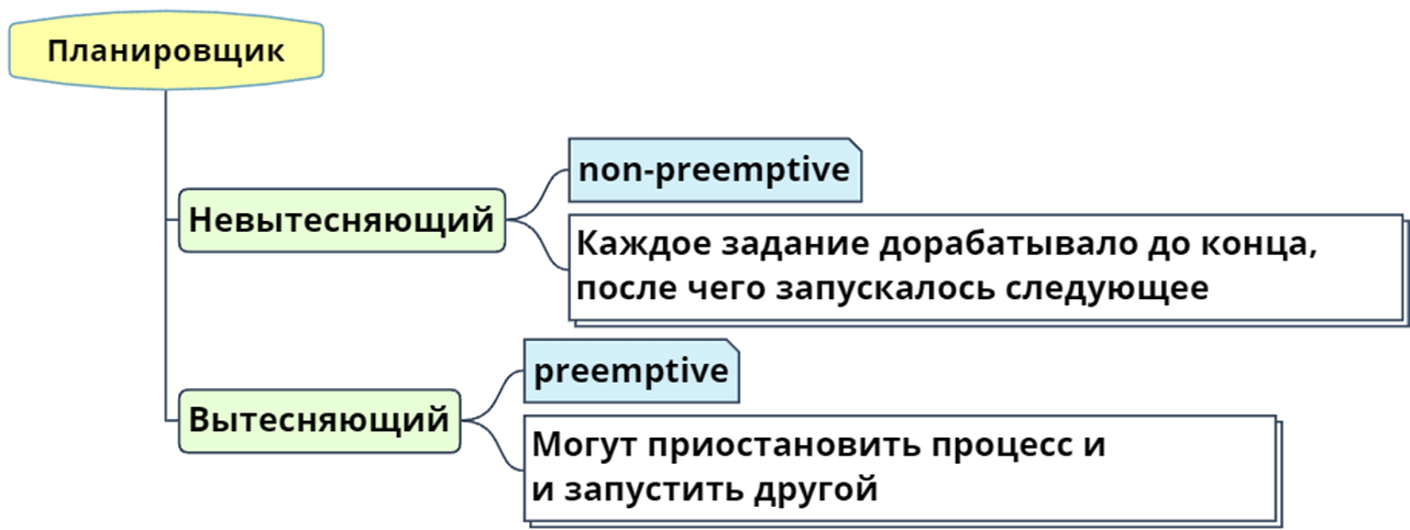 Планировщик
non-preemptive
Невытесняющий
Каждое задание дорабатывало до конца,
после чего запускалось следующее
preemptive
Вытесняющий
Могут приостановить процесс и
и запустить другой